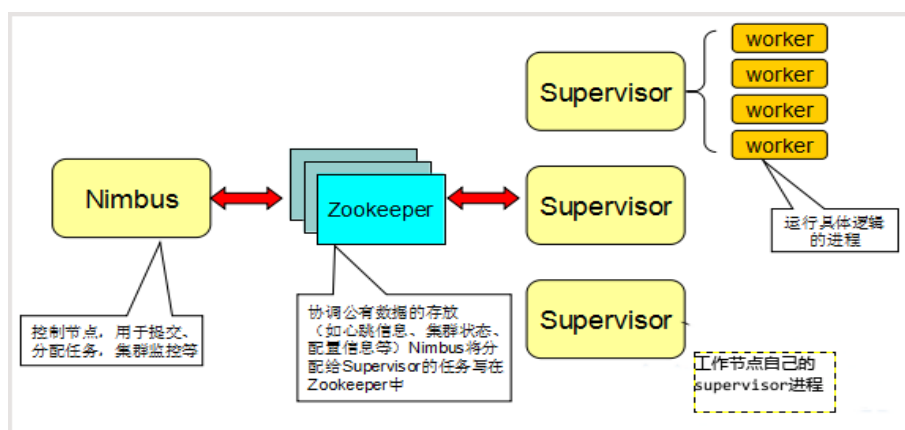 worker
worker
worker
worker
Supervisor
Nimbus
Zookeeper
Supervisor
运行具体逻辑
的进程
控制节点，用于提交、
分配任务，集群监控等
协调公有数据的存放
（如心跳信息、集群状态、
配置信息等）Nimbus将分
配给Supervisor的任务写在
Zookeeper中
Supervisor
工作节点自己的
supervisor进程